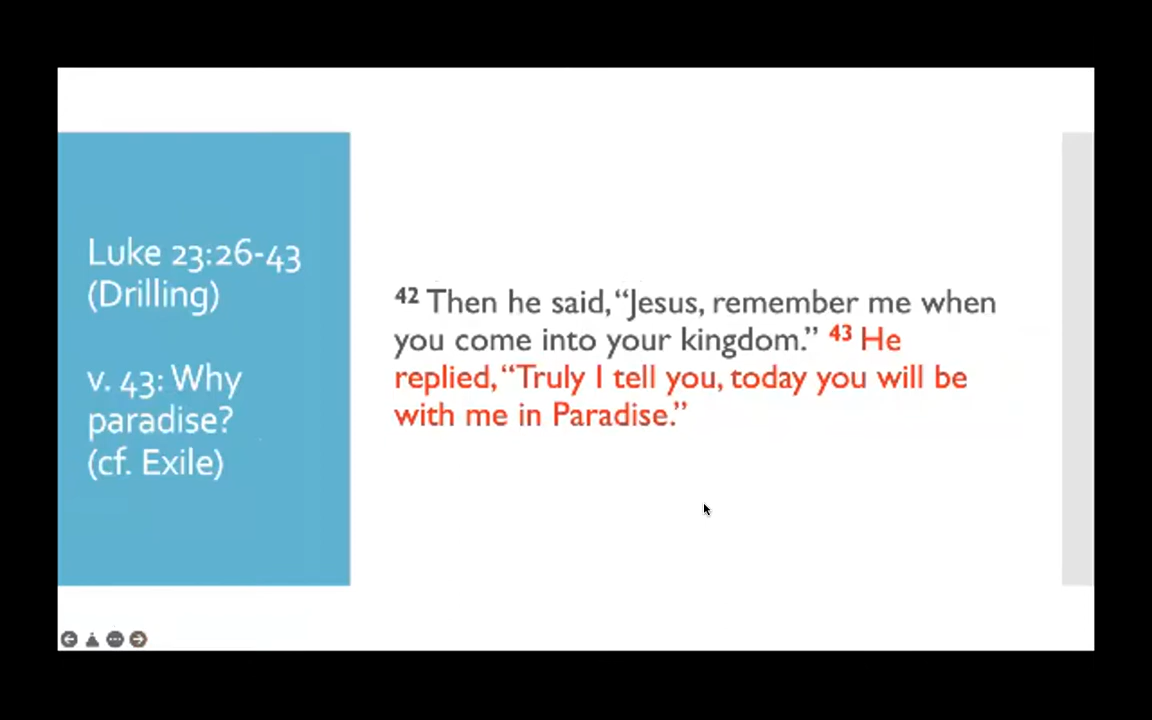 Luke 23:26-43
(Drilling)
v. 43: Why
paradise?
(cf. Exile)
42 Then he said, “Jesus, remember me when
you come into your kingdom.” 43 He
replied, “Truly I tell you, today you will be
with me in Paradise.”